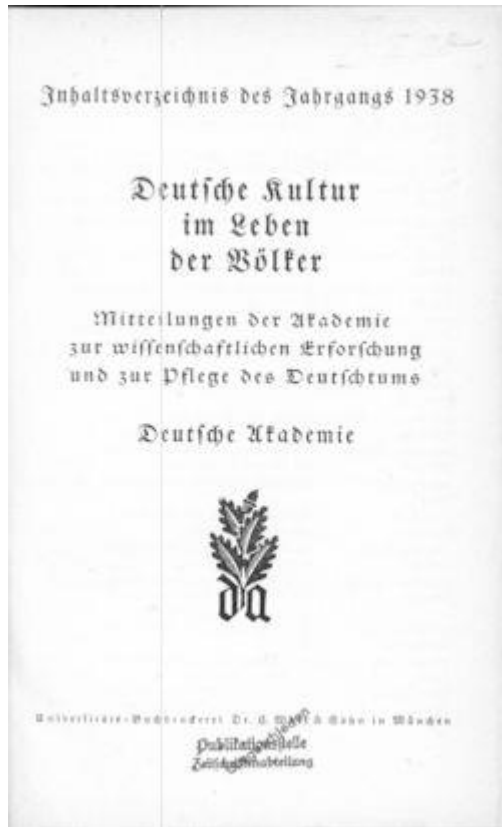 Inhaltsverzeichnis des Jahrgangs 1938
Deutsche Kultur
im Leben
der Völker
Mitteilungen der Akademie
zur wissenschaftlichen Erforschung
und zur Pflege des Deutschtums
Deutsche Akademie
da
Universitäts-Buchdruckerei Dr. C. Wolf & Sohn in München
Publikationsstelle
Zeitschriftenabteilung